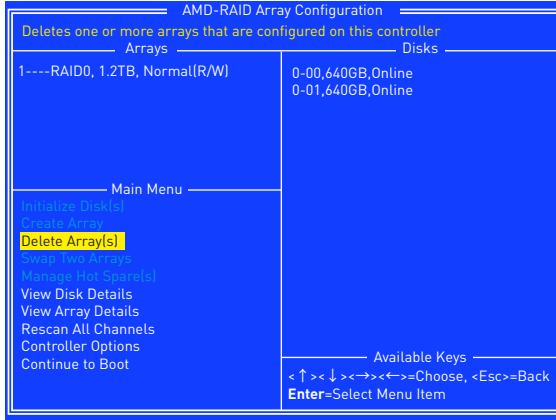 AMD-RAID Array Configuration
Deletes one or more arrays that are configured on this controller
Arrays
1----RAID0, 1.2TB, Normal(R/W)
Disks
0-00,640GB,Online
0-01,640GB,Online
Main Menu
Initialize Disk(s)
Create Array
Delete Array(s)
Swap Two Arrays
Manage Hot Spare(s)
View Disk Details
View Array Details
Rescan All Channels
Controller Options
Continue to Boot
Available Keys
<↑><↓><→><←>=Choose, <Esc>=Back
Enter=Select Menu Item